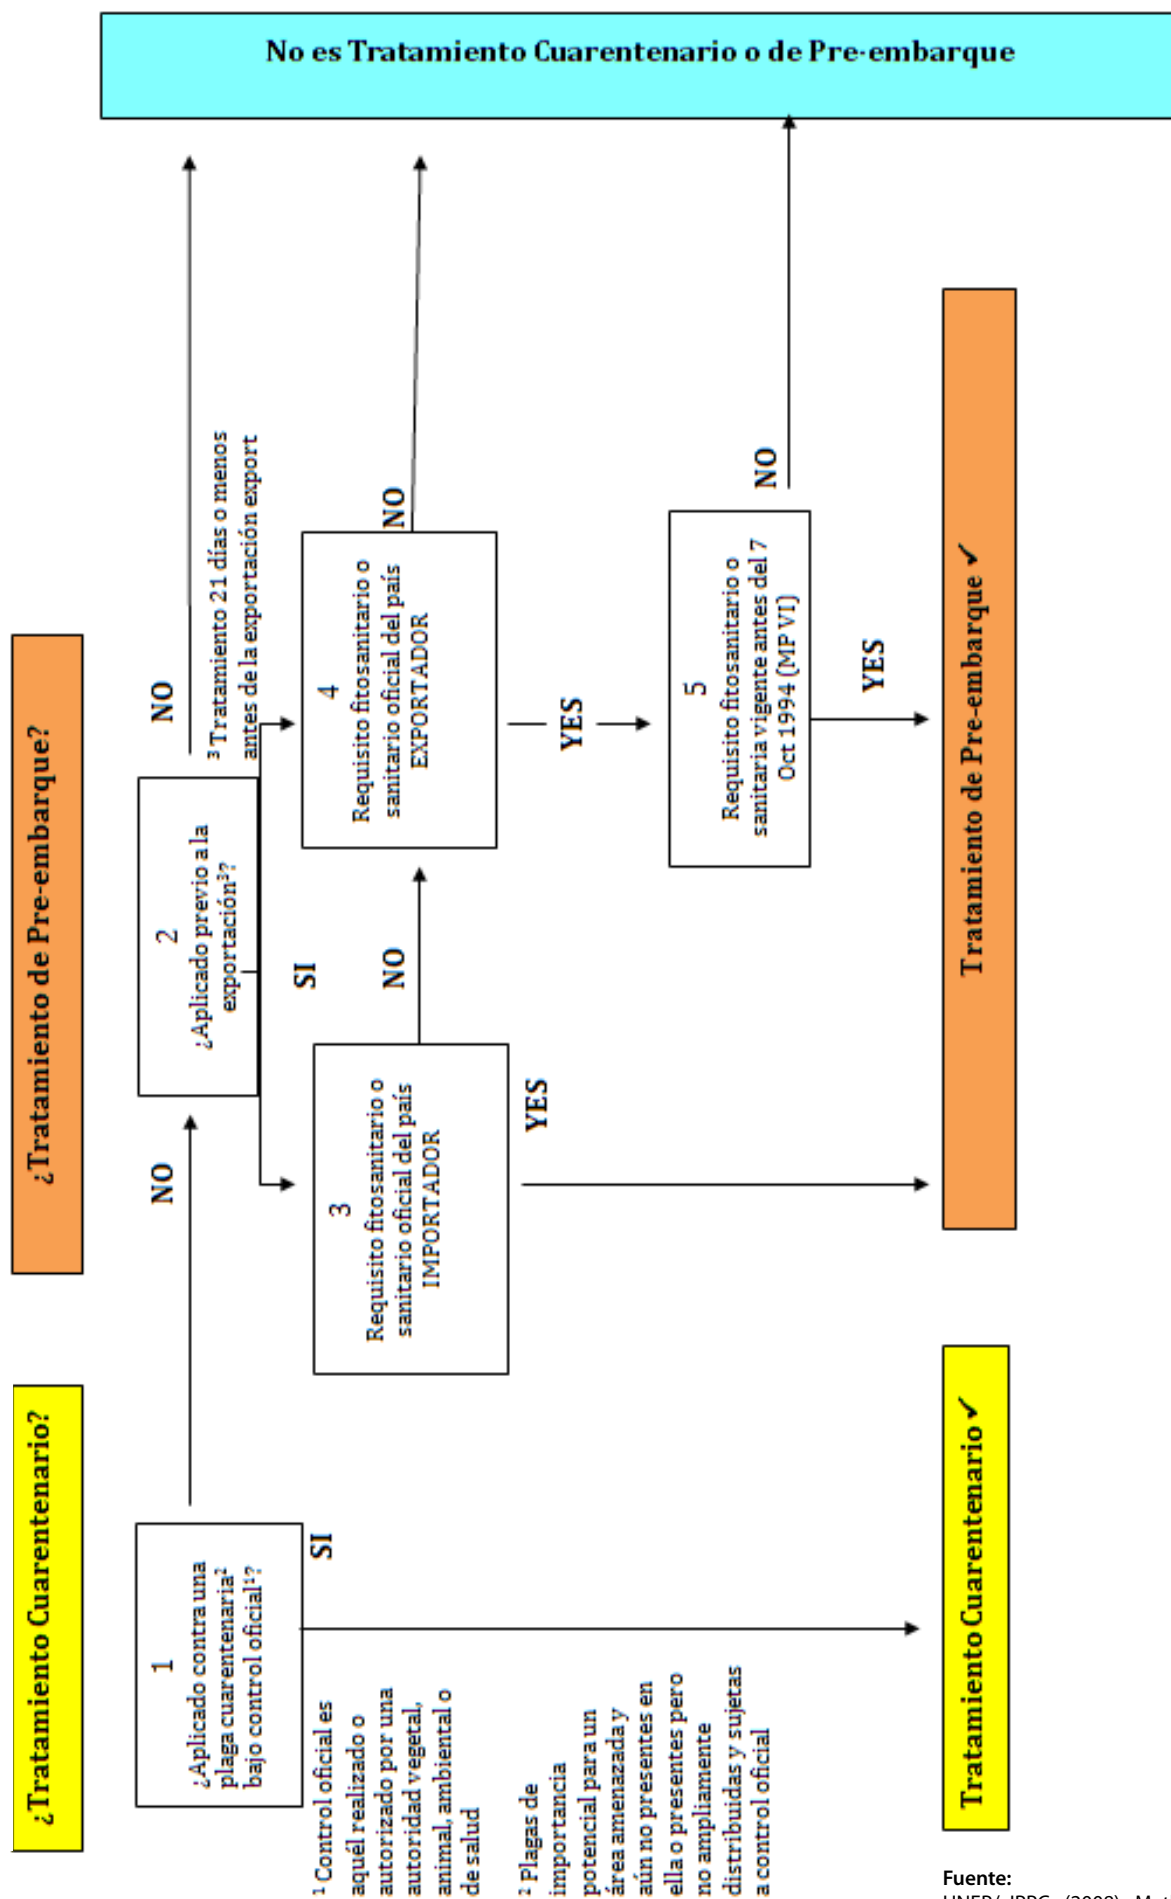 ¿Tratamiento Cuarentenario?
¿Tratamiento de Pre-embarque?
No es Tratamiento Cuarentenario o de Pre-embarque
1
¿Aplicado contra una
plaga cuarentenaria²
bajo control oficial¹?
NO
SI
2
¿Aplicado previo a la
exportación³?
NO
³ Tratamiento 21 días o menos
antes de la exportación export
SI
3
Requisito fitosanitario o
sanitario oficial del país
IMPORTADOR
NO
YES
4
Requisito fitosanitario o
sanitario oficial del país
EXPORTADOR
NO
YES
5
Requisito fitosanitario o
sanitaria vigente antes del 7
Oct 1994 (MP VI)
NO
YES
¹ Control oficial es
aquél realizado o
autorizado por una
autoridad vegetal,
animal, ambiental o
de salud
² Plagas de
importancia
potencial para un
área amenazada y
aún no presentes en
ella o presentes pero
no ampliamente
distribuidas y sujetas
a control oficial
Tratamiento Cuarentenario ✓
Tratamiento de Pre-embarque ✓
Fuente: